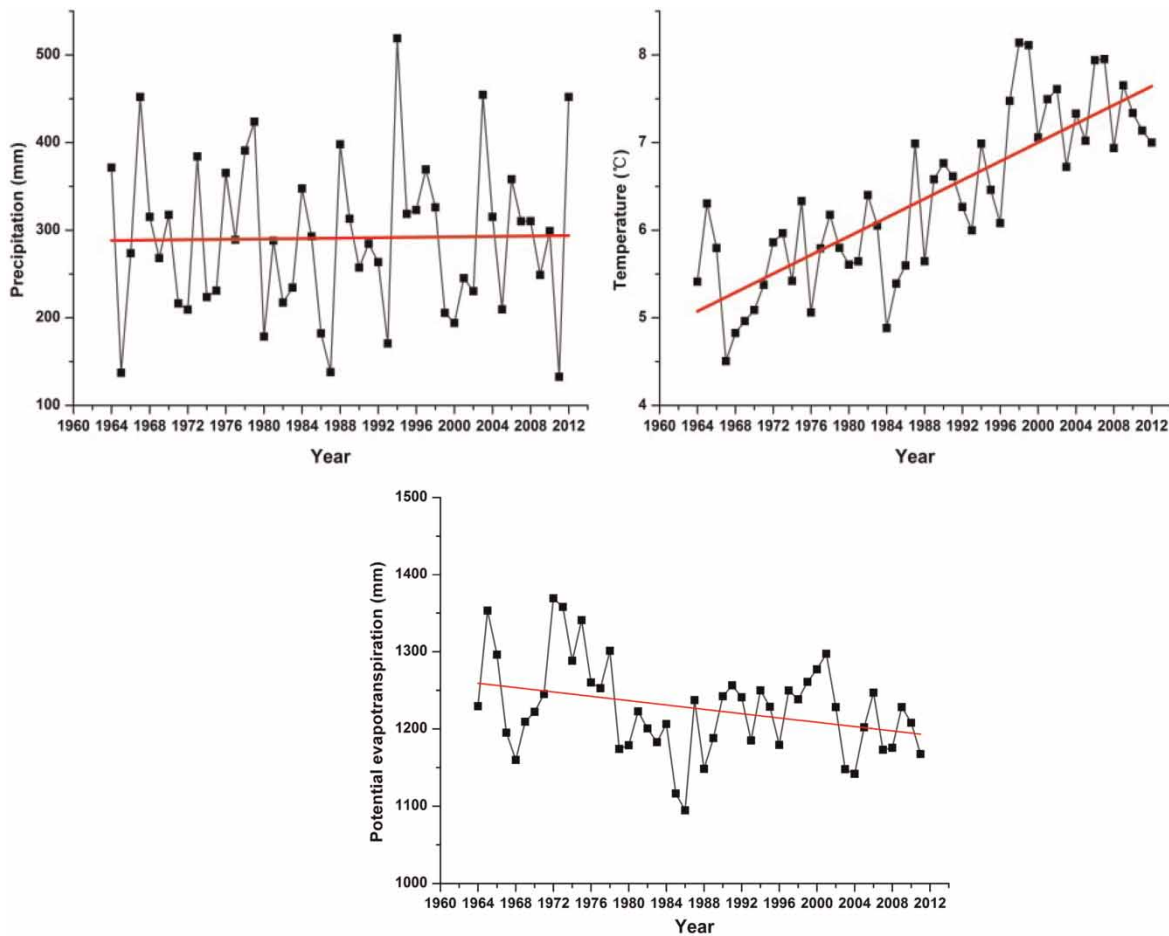 500
400
300
200
100
Precipitation (mm)
1960 1964 1968 1972 1976 1980 1984 1988 1992 1996 2000 2004 2008 2012
Year
8
7
6
5
4
Temperature (℃)
1960 1964 1968 1972 1976 1980 1984 1988 1992 1996 2000 2004 2008 2012
Year
1500
1400
1300
1200
1100
1000
Potential evapotranspiration (mm)
1960 1964 1968 1972 1976 1980 1984 1988 1992 1996 2000 2004 2008 2012
Year